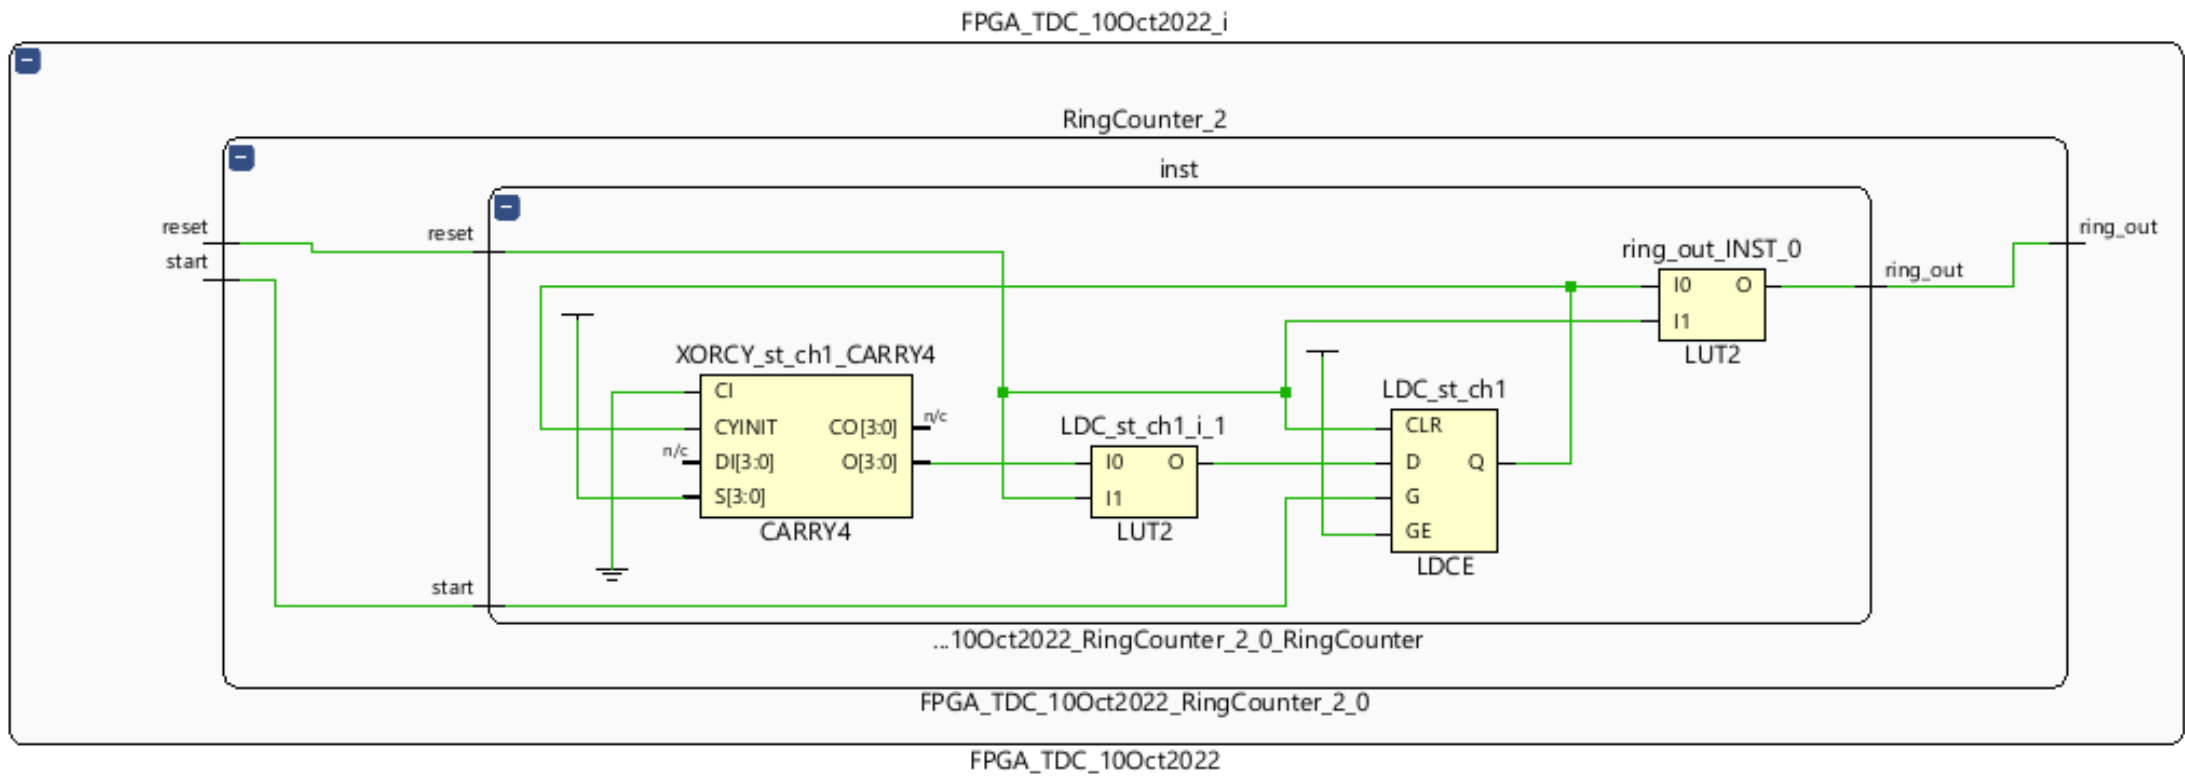 FPGA_TDC_10Oct2022_i
RingCounter_2
inst
reset
start
reset
start
ring_out_INST_0
I0 O
I1
LUT2
ring_out
ring_out
XORCY_st_ch1_CARRY4
CI
CYINIT CO[3:0] n/c
n/c DI[3:0] O[3:0]
S[3:0]
CARRY4
LDC_st_ch1_i_1
I0 O
I1
LUT2
LDC_st_ch1
CLR
D Q
G
GE
LDCE
...10Oct2022_RingCounter_2_0_RingCounter
FPGA_TDC_10Oct2022_RingCounter_2_0
FPGA_TDC_10Oct2022